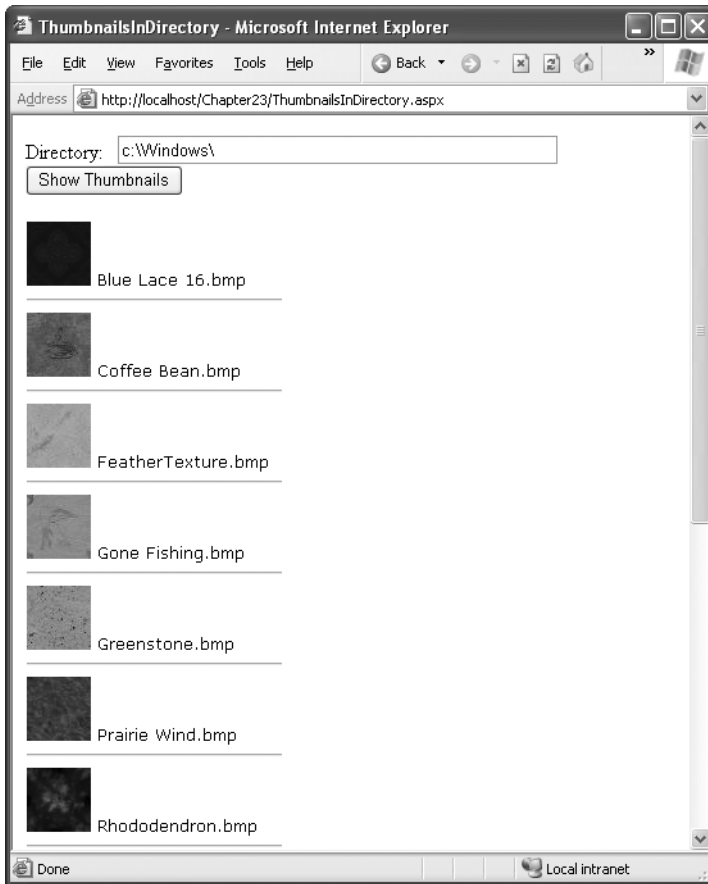 ThumbnailsInDirectory - Microsoft Internet Explorer
File Edit View Favorites Tools Help Back »
Address http://localhost/Chapter23/ThumbnailsInDirectory.aspx
Directory: c:\Windows\
Show Thumbnails
Blue Lace 16.bmp
Coffee Bean.bmp
FeatherTexture.bmp
Gone Fishing.bmp
Greenstone.bmp
Prairie Wind.bmp
Rhododendron.bmp
Done Local intranet